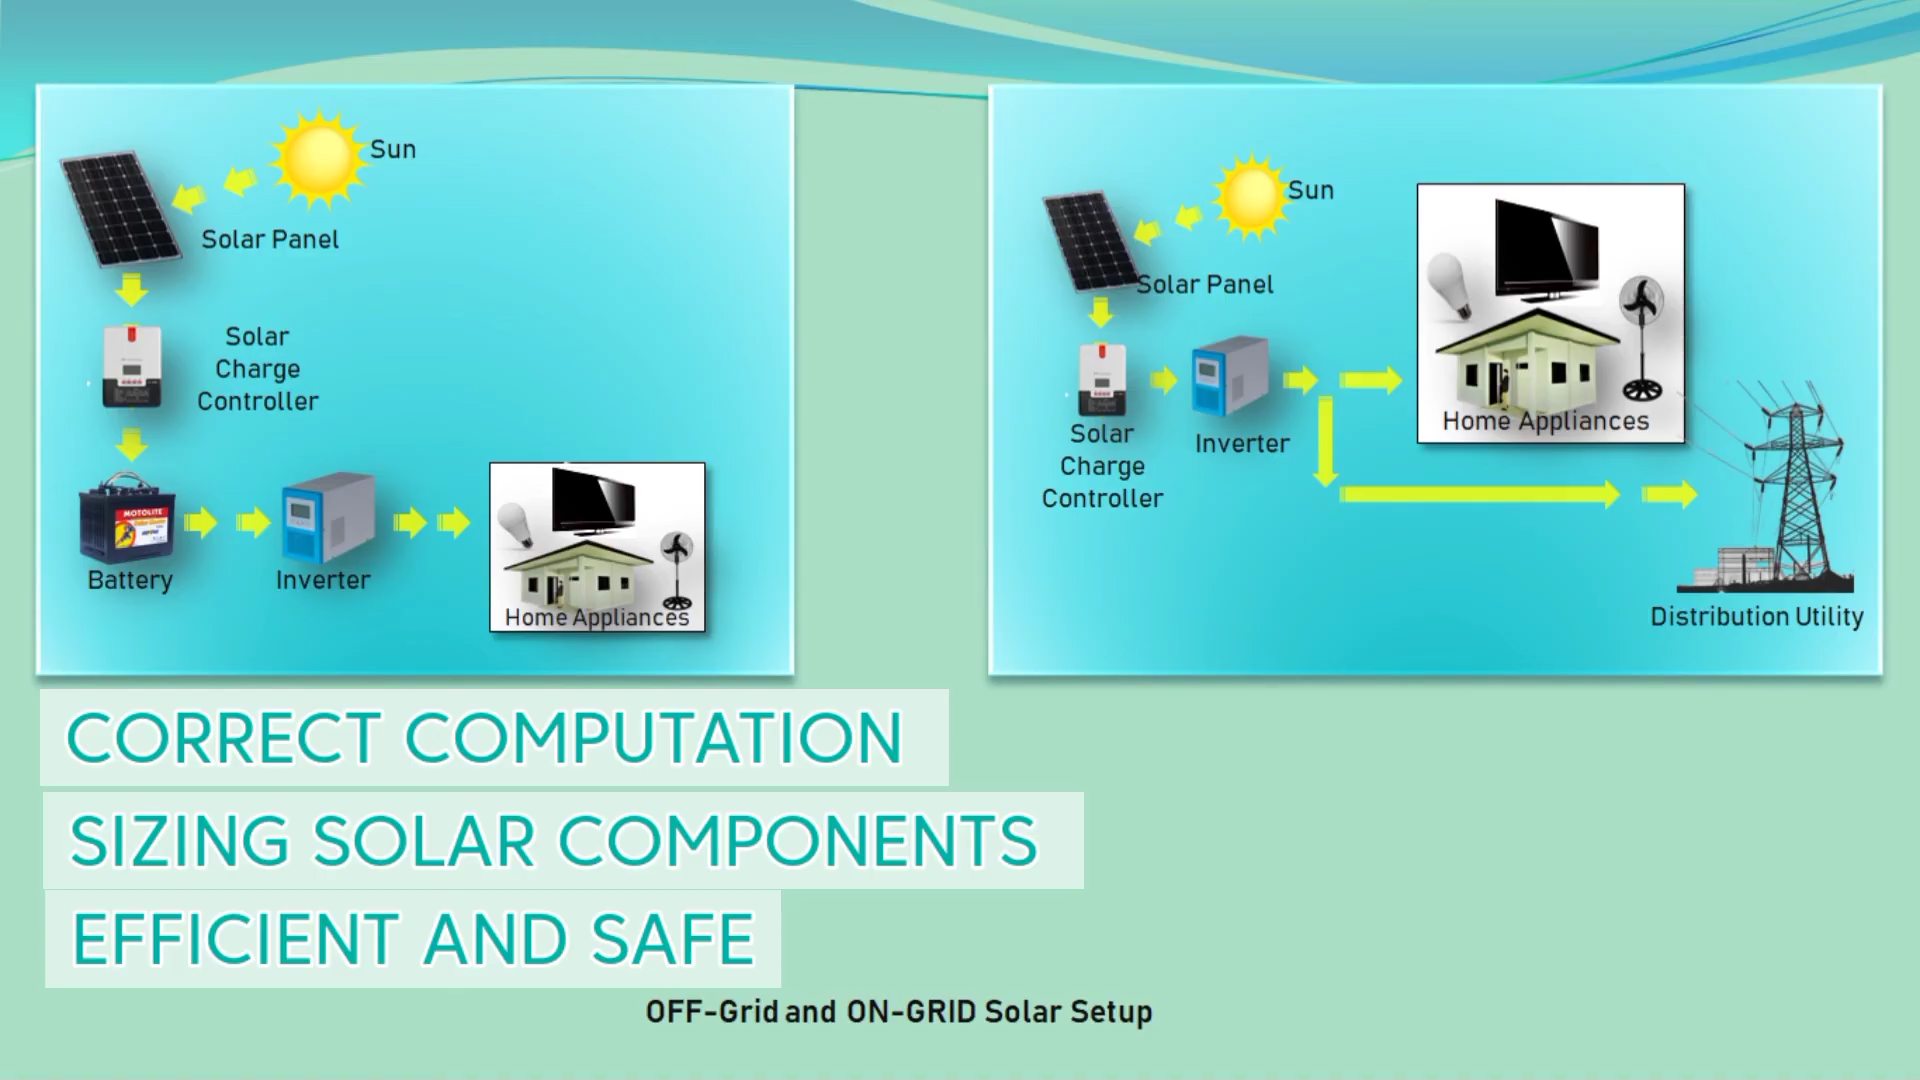 Sun
Solar Panel
Solar
Charge
Controller
MOTOLITE
Battery
Inverter
Home Appliances
Sun
Solar Panel
Solar
Charge
Controller
Inverter
Home Appliances
Distribution Utility
CORRECT COMPUTATION
SIZING SOLAR COMPONENTS
EFFICIENT AND SAFE
OFF-Grid and ON-GRID Solar Setup